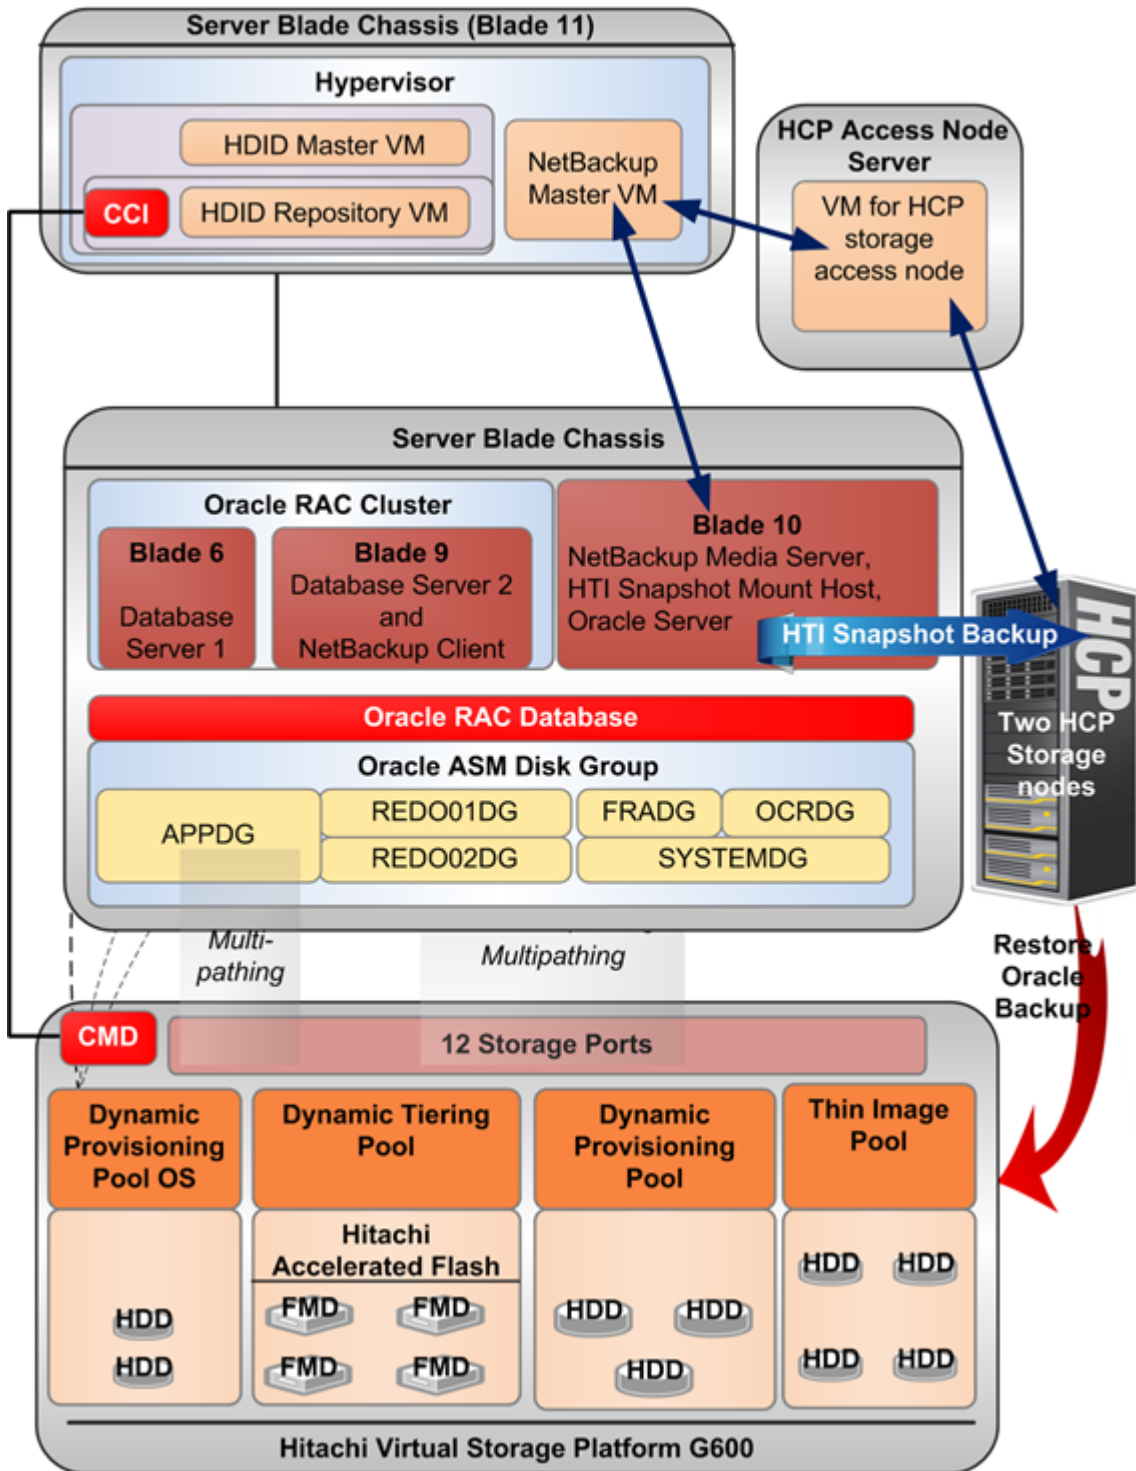 Server Blade Chassis (Blade 11)
Hypervisor
HDID Master VM
CCI
HDID Repository VM
NetBackup
Master VM
HCP Access Node
Server
VM for HCP
storage
access node
Server Blade Chassis
Oracle RAC Cluster
Blade 6
Database
Server 1
Blade 9
Database Server 2
and
NetBackup Client
Blade 10
NetBackup Media Server,
HTI Snapshot Mount Host,
Oracle Server
HTI Snapshot Backup
HCP
Two HCP
Storage
nodes
Oracle RAC Database
Oracle ASM Disk Group
APPDG
REDO01DG
REDO02DG
FRADG
OCRDG
SYSTEMDG
Multi-
pathing
Multipathing
Restore
Oracle
Backup
CMD
12 Storage Ports
Dynamic
Provisioning
Pool OS
Dynamic Tiering
Pool
Dynamic
Provisioning
Pool
Thin Image
Pool
HDD
HDD
Hitachi
Accelerated Flash
FMD
FMD
FMD
FMD
HDD
HDD
HDD
HDD
HDD
HDD
HDD
Hitachi Virtual Storage Platform G600